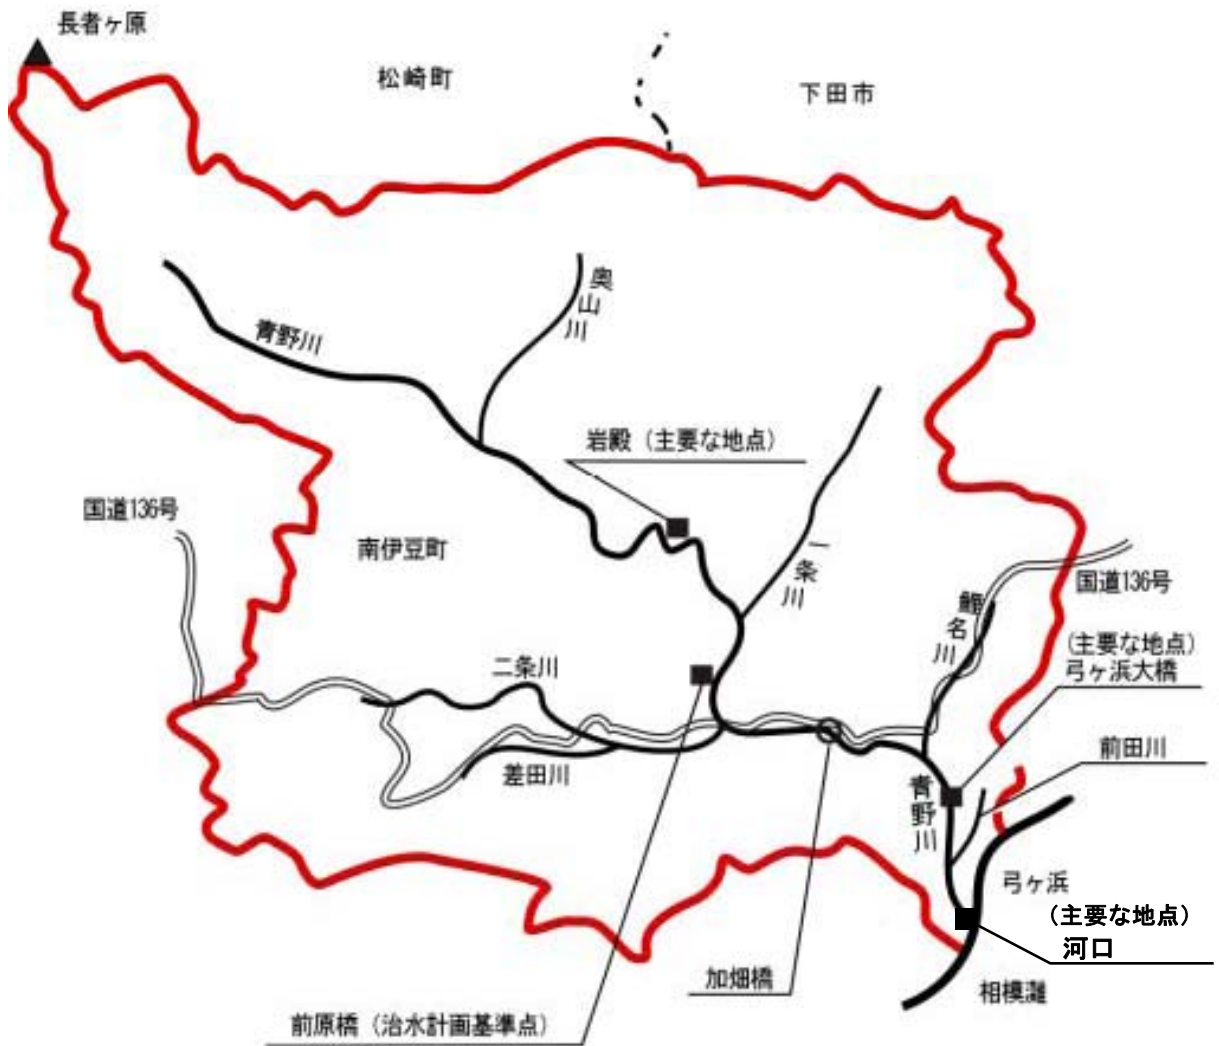 長者ヶ原
松崎町
下田市
奥山川
青野川
岩殿（主要な地点）
国道136号
南伊豆町
一条川
国道136号
鯉名川
(主要な地点)
弓ヶ浜大橋
二条川
前田川
差田川
青野川
弓ヶ浜
(主要な地点)
河口
加畑橋
相模灘
前原橋（治水計画基準点）